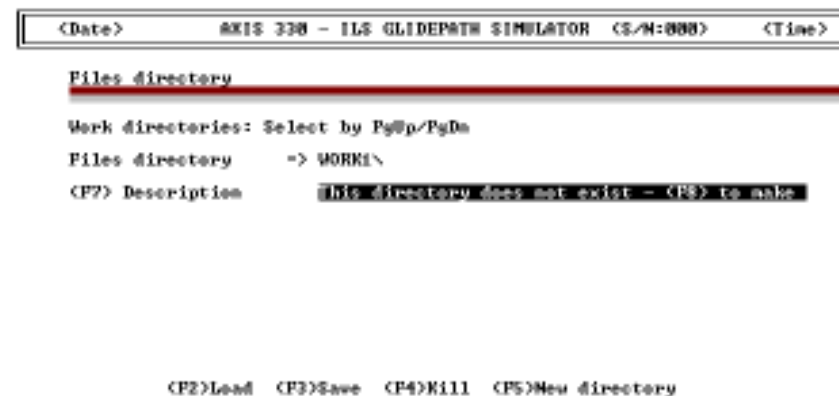 <Date> AXIS 330 - ILS GLIDEPATH SIMULATOR (S/N:000) <Time>
Files directory
Work directories: Select by PgUp/PgDn
Files directory -> WORK1\
(F7) Description This directory does not exist - (F8) to make
(F2)Load (F3)Save (F4)Kill (F5)New directory